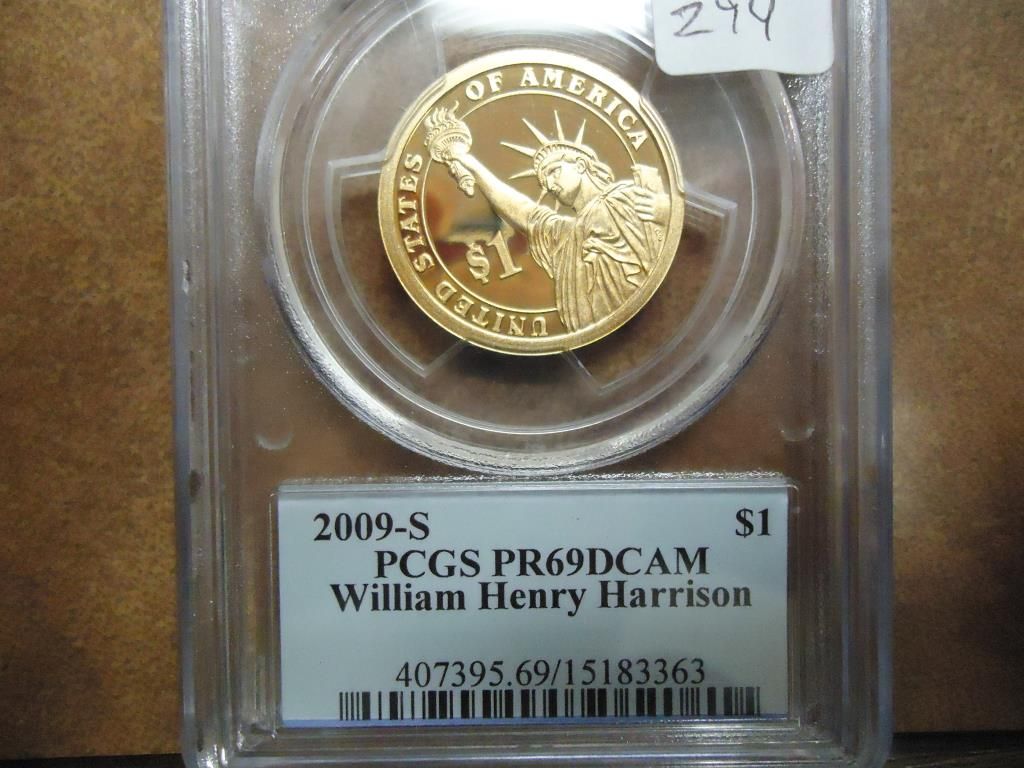 294
UNITED STATES OF AMERICA
$1
2009-S $1
PCGS PR69DCAM
William Henry Harrison
407395.69/15183363